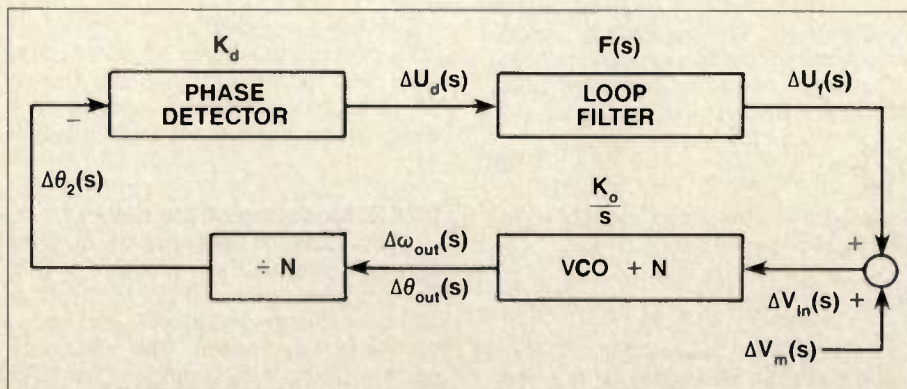 K_d
F(s)
PHASE
DETECTOR
ΔU_d(s)
LOOP
FILTER
ΔU_f(s)
−
Δθ_2(s)
K_o
s
÷ N
Δω_out(s)
Δθ_out(s)
VCO + N
+
ΔV_in(s) +
ΔV_m(s)